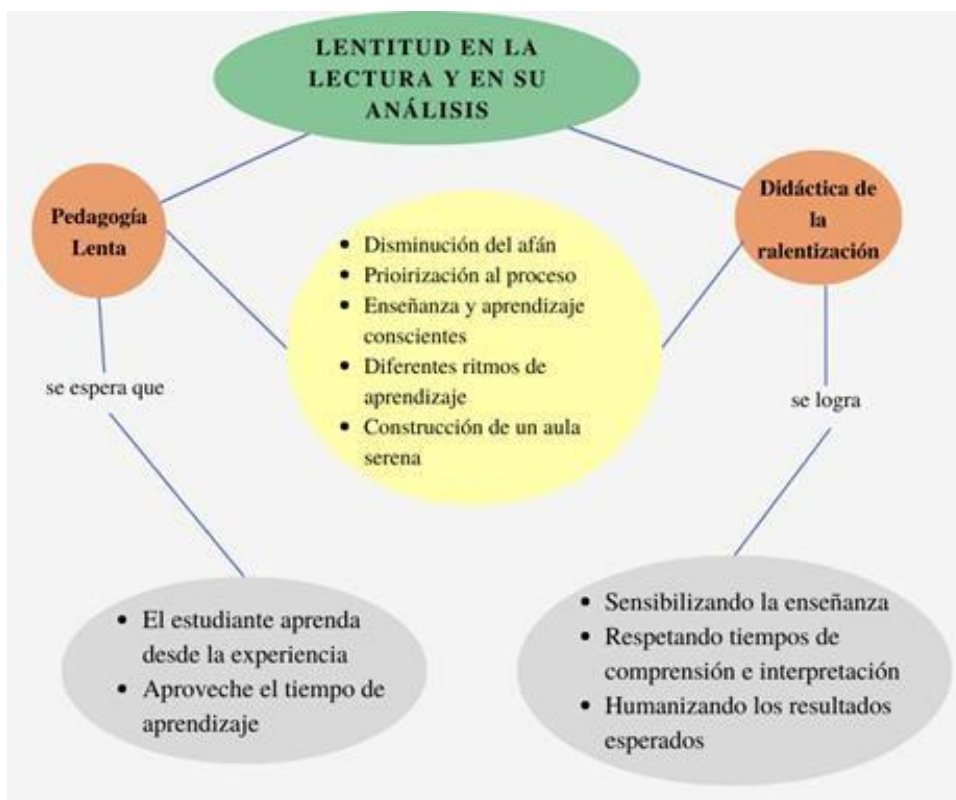 LENTITUD EN LA
LECTURA Y EN SU
ANÁLISIS
Pedagogía
Lenta
Didáctica de
la
ralentización
• Disminución del afán
• Prioirización al proceso
• Enseñanza y aprendizaje
conscientes
• Diferentes ritmos de
aprendizaje
• Construcción de un aula
serena
se espera que
se logra
• El estudiante aprenda
desde la experiencia
• Aproveche el tiempo de
aprendizaje
• Sensibilizando la enseñanza
• Respetando tiempos de
comprensión e interpretación
• Humanizando los resultados
esperados